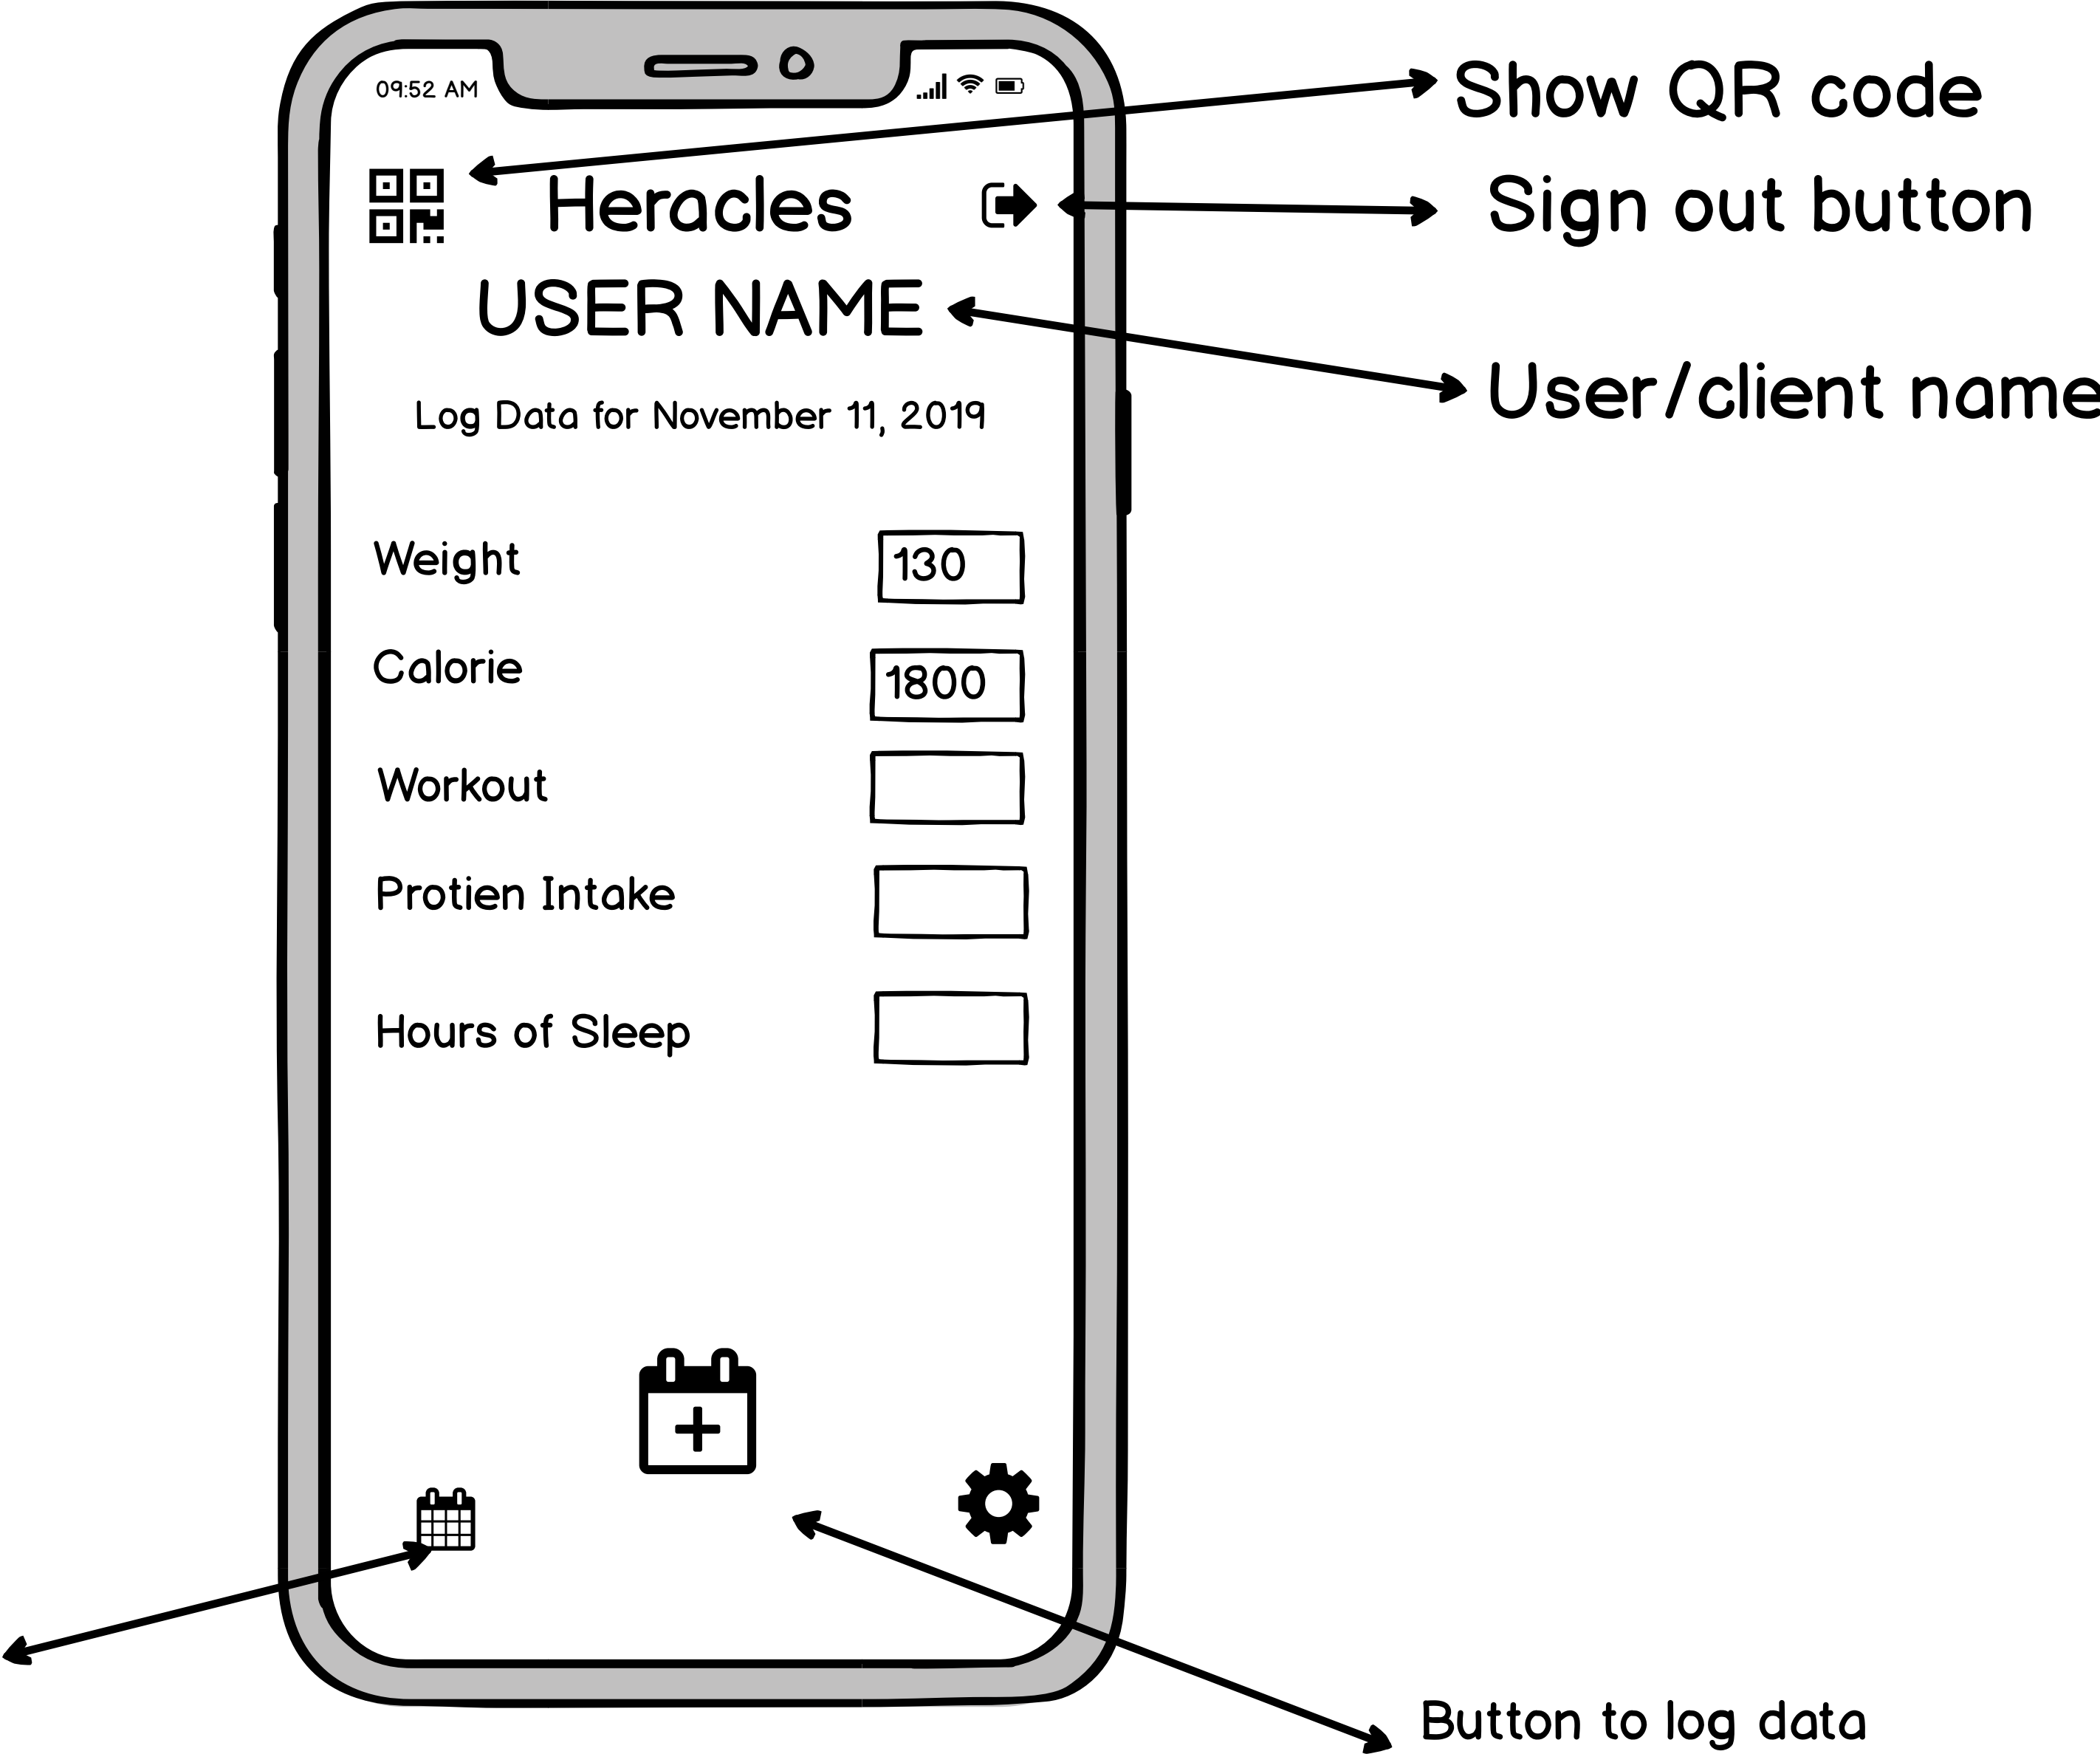 09:52 AM
Show QR code
Heracles
Sign out button
USER NAME
User/client name
Log Data for November 11, 2019
Weight
130
Calorie
1800
Workout
Protien Intake
Hours of Sleep
Button to log data